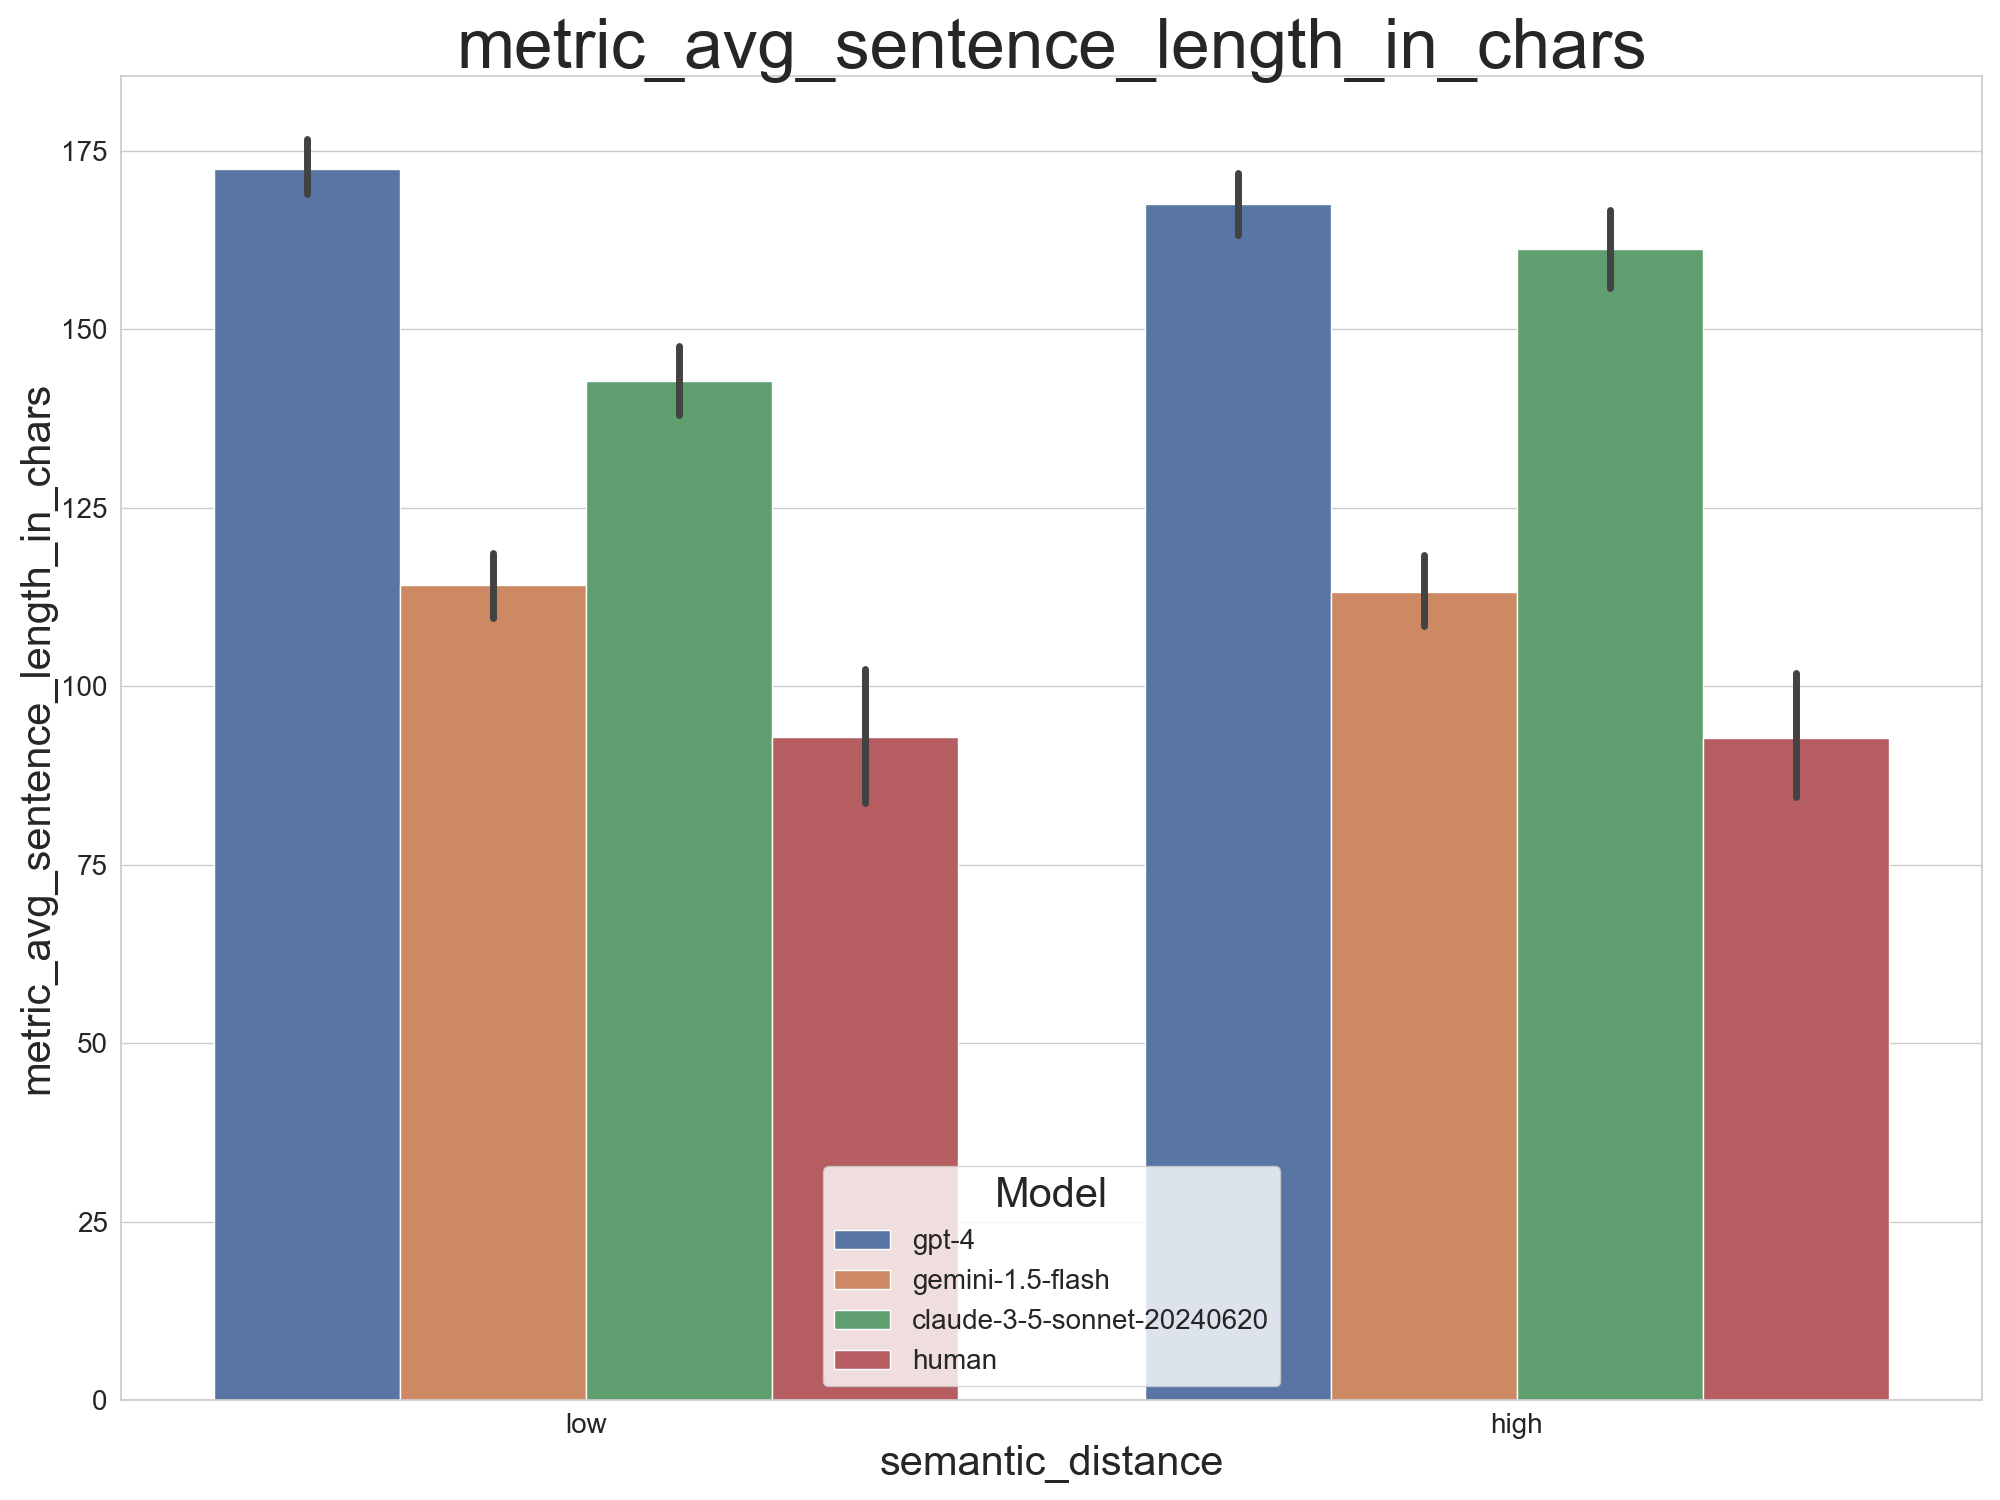 metric_avg_sentence_length_in_chars
metric_avg_sentence_length_in_chars
175
150
125
100
75
50
25
0
Model
gpt-4
gemini-1.5-flash
claude-3-5-sonnet-20240620
human
low
high
semantic_distance